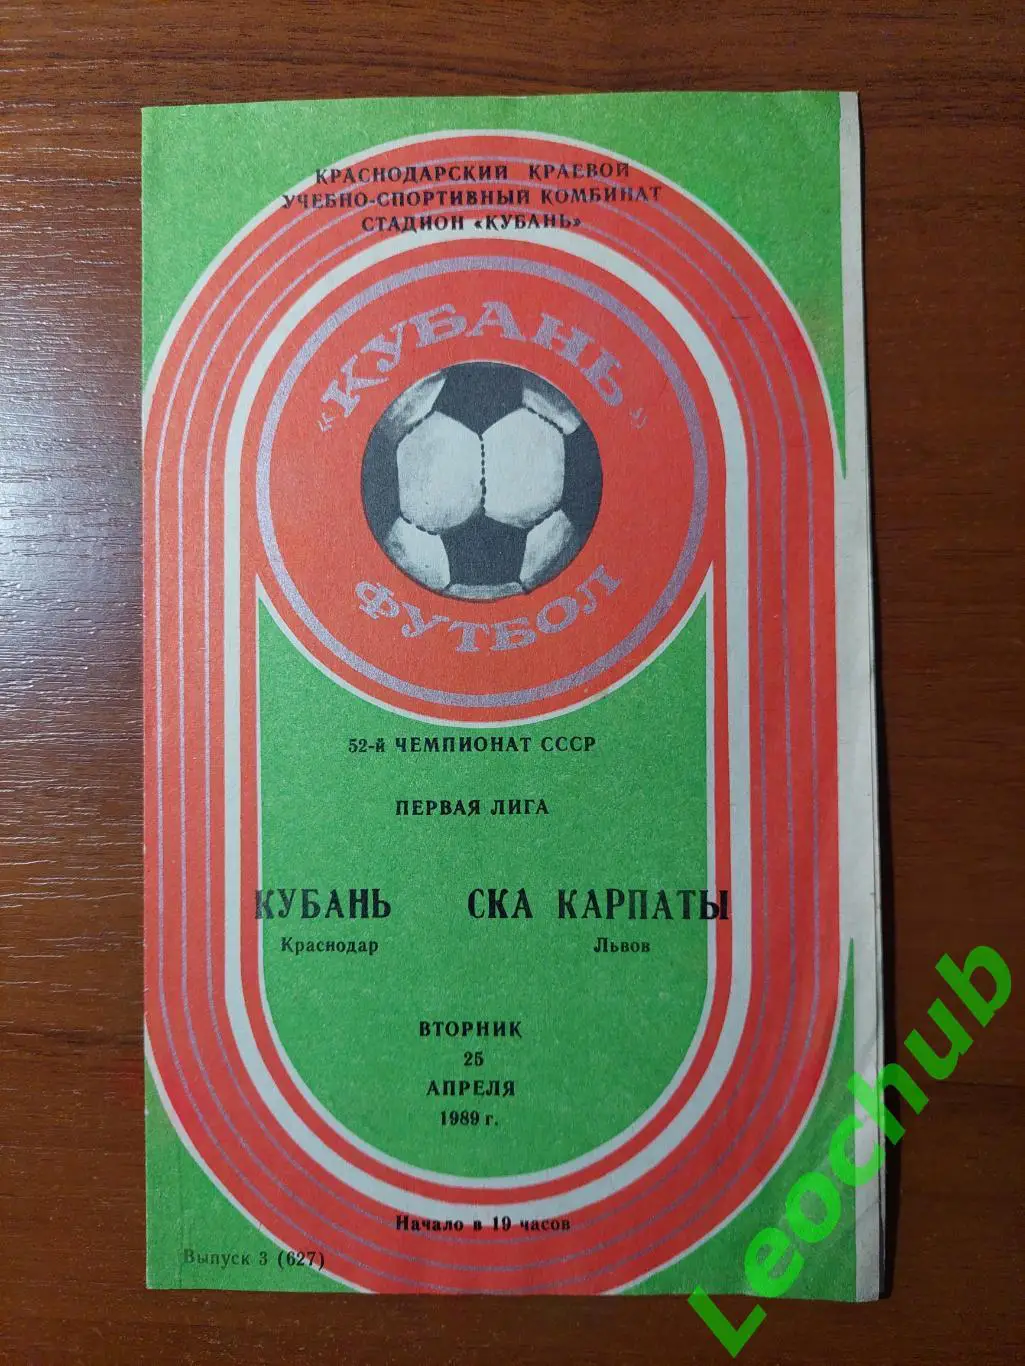 КРАСНОДАРСКИЙ КРАЕВОЙ
УЧЕБНО-СПОРТИВНЫЙ КОМБИНАТ
СТАДИОН «КУБАНЬ»
«КУБАНЬ»
ФУТБОЛ
52-й ЧЕМПИОНАТ СССР
ПЕРВАЯ ЛИГА
КУБАНЬ СКА КАРПАТЫ
Краснодар Львов
ВТОРНИК
25
АПРЕЛЯ
1989 г.
Начало в 19 часов
Выпуск 3 (627)
Leochub